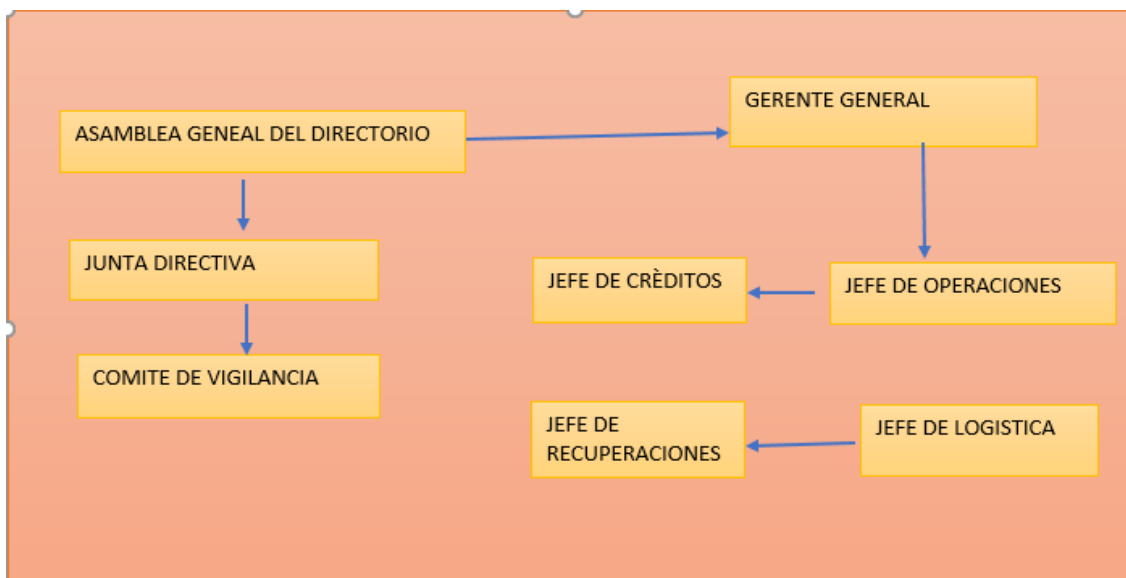 GERENTE GENERAL
ASAMBLEA GENEAL DEL DIRECTORIO
JUNTA DIRECTIVA
JEFE DE CRÈDITOS
JEFE DE OPERACIONES
COMITE DE VIGILANCIA
JEFE DE
RECUPERACIONES
JEFE DE LOGISTICA